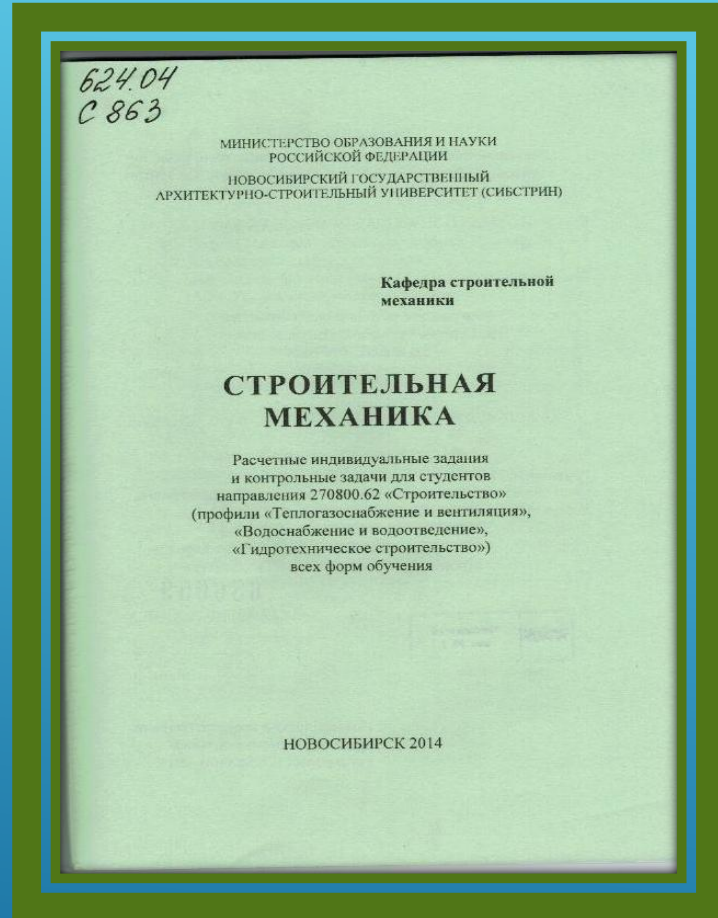 624.04
С 863
МИНИСТЕРСТВО ОБРАЗОВАНИЯ И НАУКИ
РОССИЙСКОЙ ФЕДЕРАЦИИ
НОВОСИБИРСКИЙ ГОСУДАРСТВЕННЫЙ
АРХИТЕКТУРНО-СТРОИТЕЛЬНЫЙ УНИВЕРСИТЕТ (СИБСТРИН)
Кафедра строительной
механики
СТРОИТЕЛЬНАЯ
МЕХАНИКА
Расчетные индивидуальные задания
и контрольные задачи для студентов
направления 270800.62 «Строительство»
(профили «Теплогазоснабжение и вентиляция»,
«Водоснабжение и водоотведение»,
«Гидротехническое строительство»)
всех форм обучения
НОВОСИБИРСК 2014